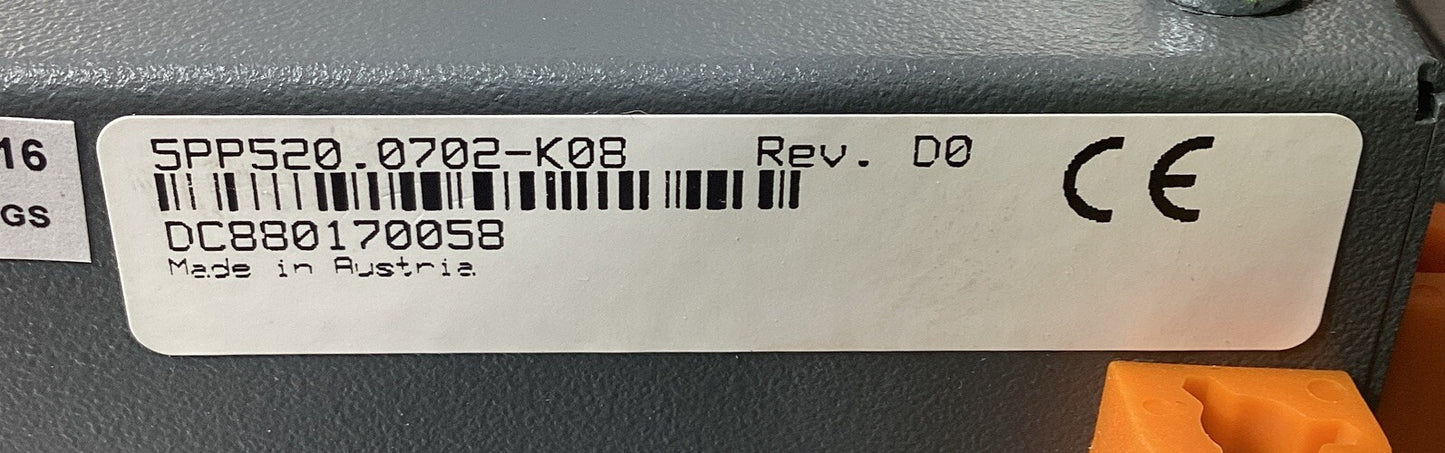 16
GS
5PP520.0702-K08 Rev. D0
CE
DC880170058
Made in Austria